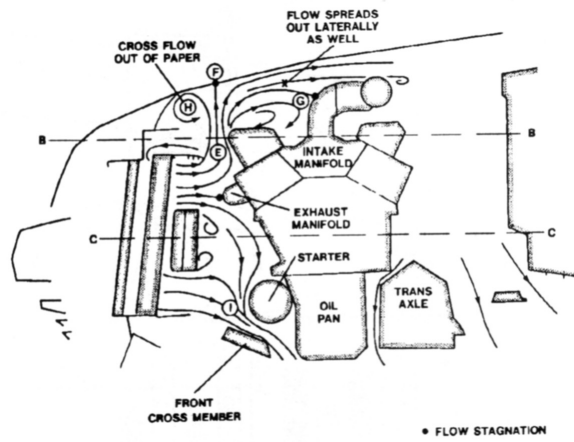 FLOW SPREADS
OUT LATERALLY
AS WELL
CROSS FLOW
OUT OF PAPER
F
H
X
G
B
B
E
INTAKE
MANIFOLD
EXHAUST
MANIFOLD
C
C
STARTER
I
OIL
PAN
TRANS
AXLE
FRONT
CROSS MEMBER
• FLOW STAGNATION